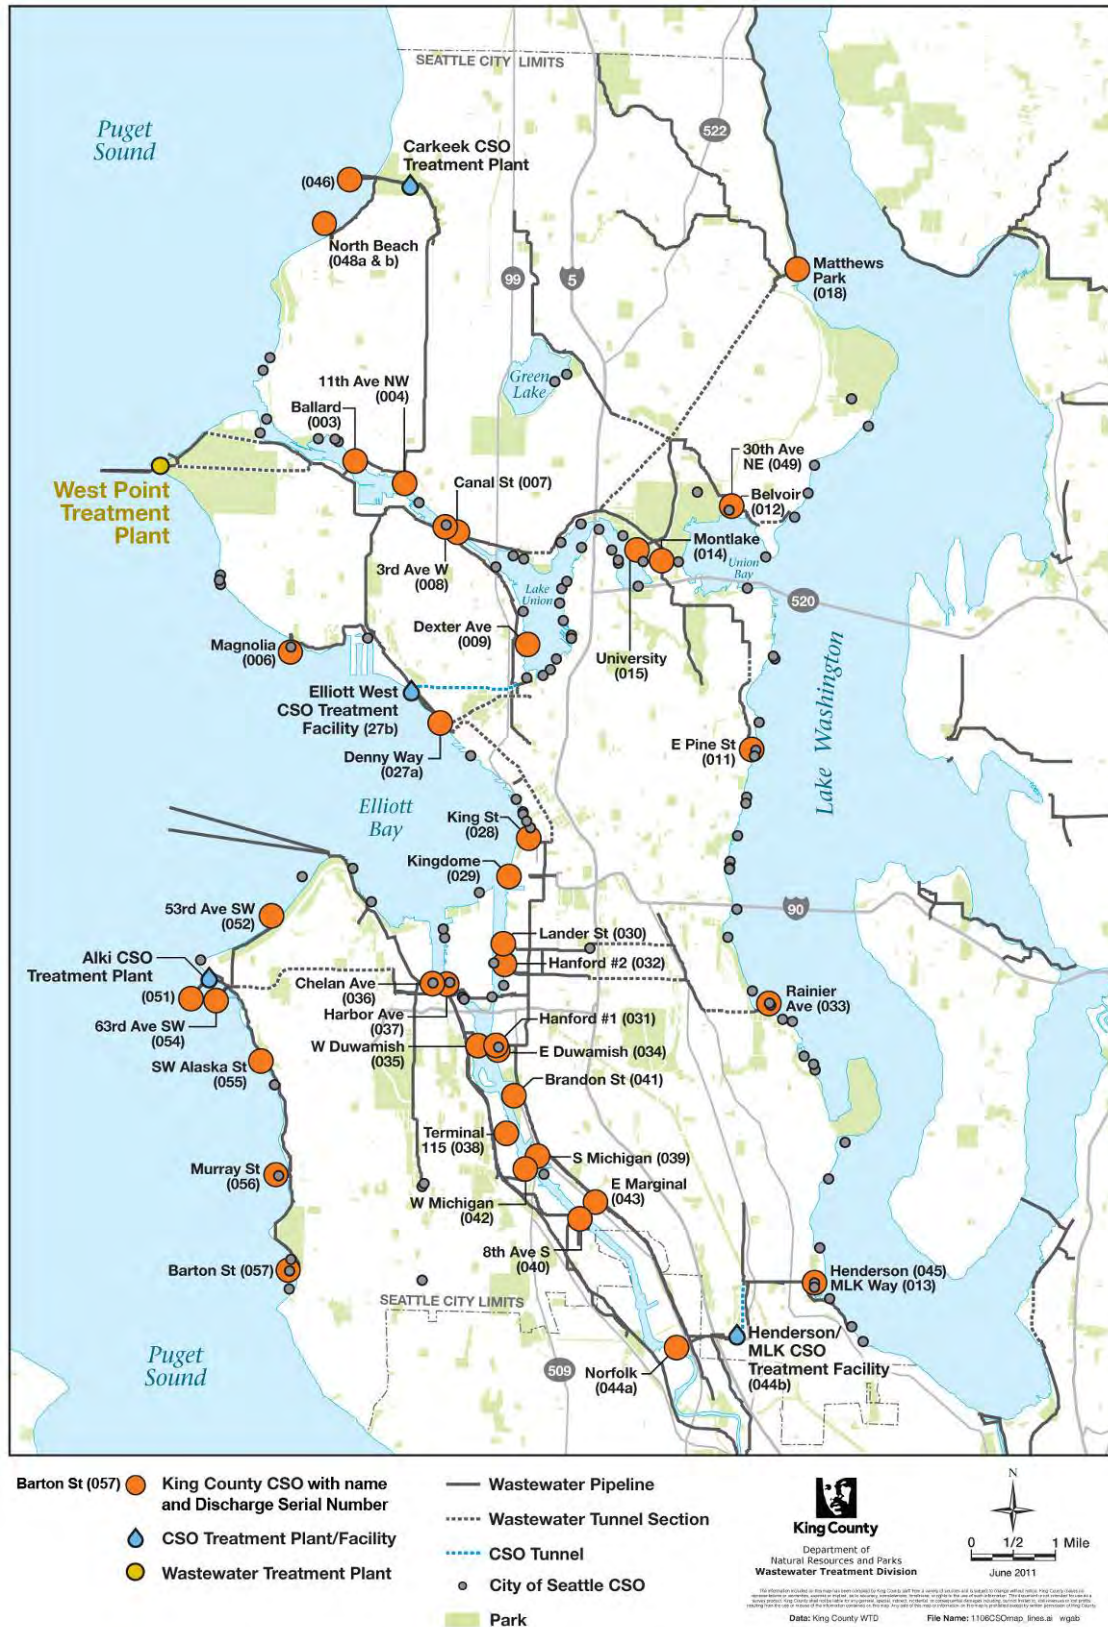 SEATTLE CITY LIMITS
Puget
Sound
522
Carkeek CSO
Treatment Plant
(046)
North Beach
(048a & b)
99
5
Matthews
Park
(018)
Green
Lake
11th Ave NW
(004)
Ballard
(003)
30th Ave
NE (049)
West Point
Treatment
Plant
Canal St (007)
Belvoir
(012)
Montlake
(014)
3rd Ave W
(008)
Union
Bay
Lake
Union
520
Dexter Ave
(009)
Magnolia
(006)
University
(015)
Elliott West
CSO Treatment
Facility (27b)
Lake Washington
Denny Way
(027a)
E Pine St
(011)
Elliott
Bay
King St
(028)
Kingdome
(029)
90
53rd Ave SW
(052)
Lander St (030)
Alki CSO
Treatment Plant
Hanford #2 (032)
Chelan Ave
(036)
(051)
Rainier
Ave (033)
Harbor Ave
(037)
63rd Ave SW
(054)
Hanford #1 (031)
W Duwamish
(035)
E Duwamish (034)
SW Alaska St
(055)
Brandon St (041)
Terminal
115 (038)
S Michigan (039)
Murray St
(056)
E Marginal
(043)
W Michigan
(042)
8th Ave S
(040)
Barton St (057)
Henderson (045)
MLK Way (013)
SEATTLE CITY LIMITS
Henderson/
MLK CSO
Treatment Facility
(044b)
Puget
Sound
509
Norfolk
(044a)
Barton St (057)
King County CSO with name
and Discharge Serial Number
CSO Treatment Plant/Facility
Wastewater Treatment Plant
Wastewater Pipeline
Wastewater Tunnel Section
CSO Tunnel
City of Seattle CSO
Park
King County
Department of
Natural Resources and Parks
Wastewater Treatment Division
N
0 1/2 1 Mile
June 2011
Data: King County WTD
File Name: 1106CSOmap_lines.ai wgab